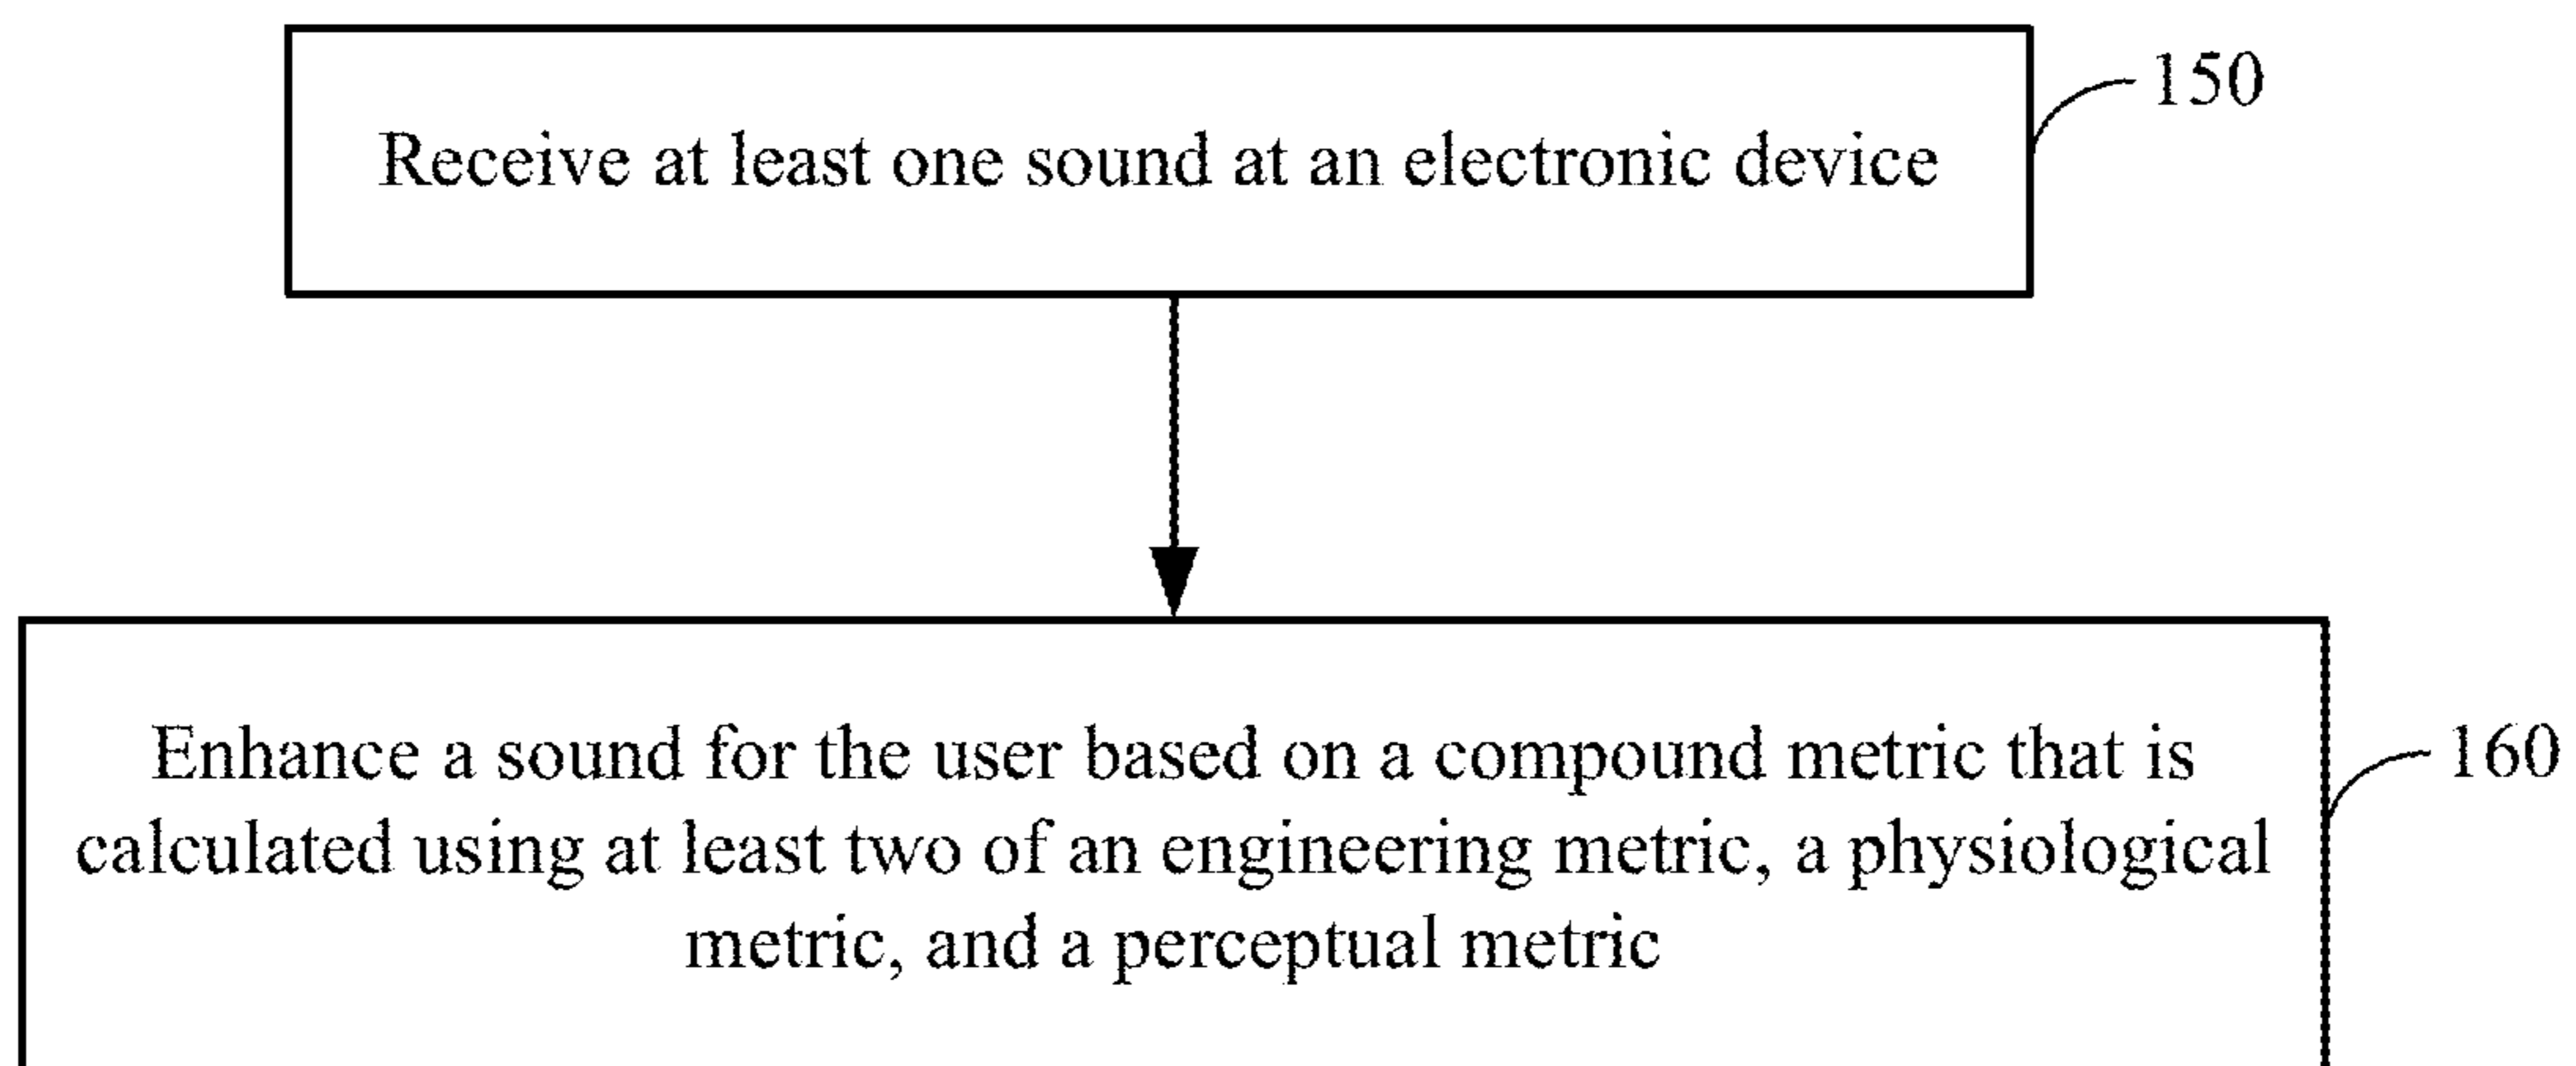 150
Receive at least one sound at an electronic device
Enhance a sound for the user based on a compound metric that is
160
calculated using at least two of an engineering metric, a physiological
metric, and a perceptual metric